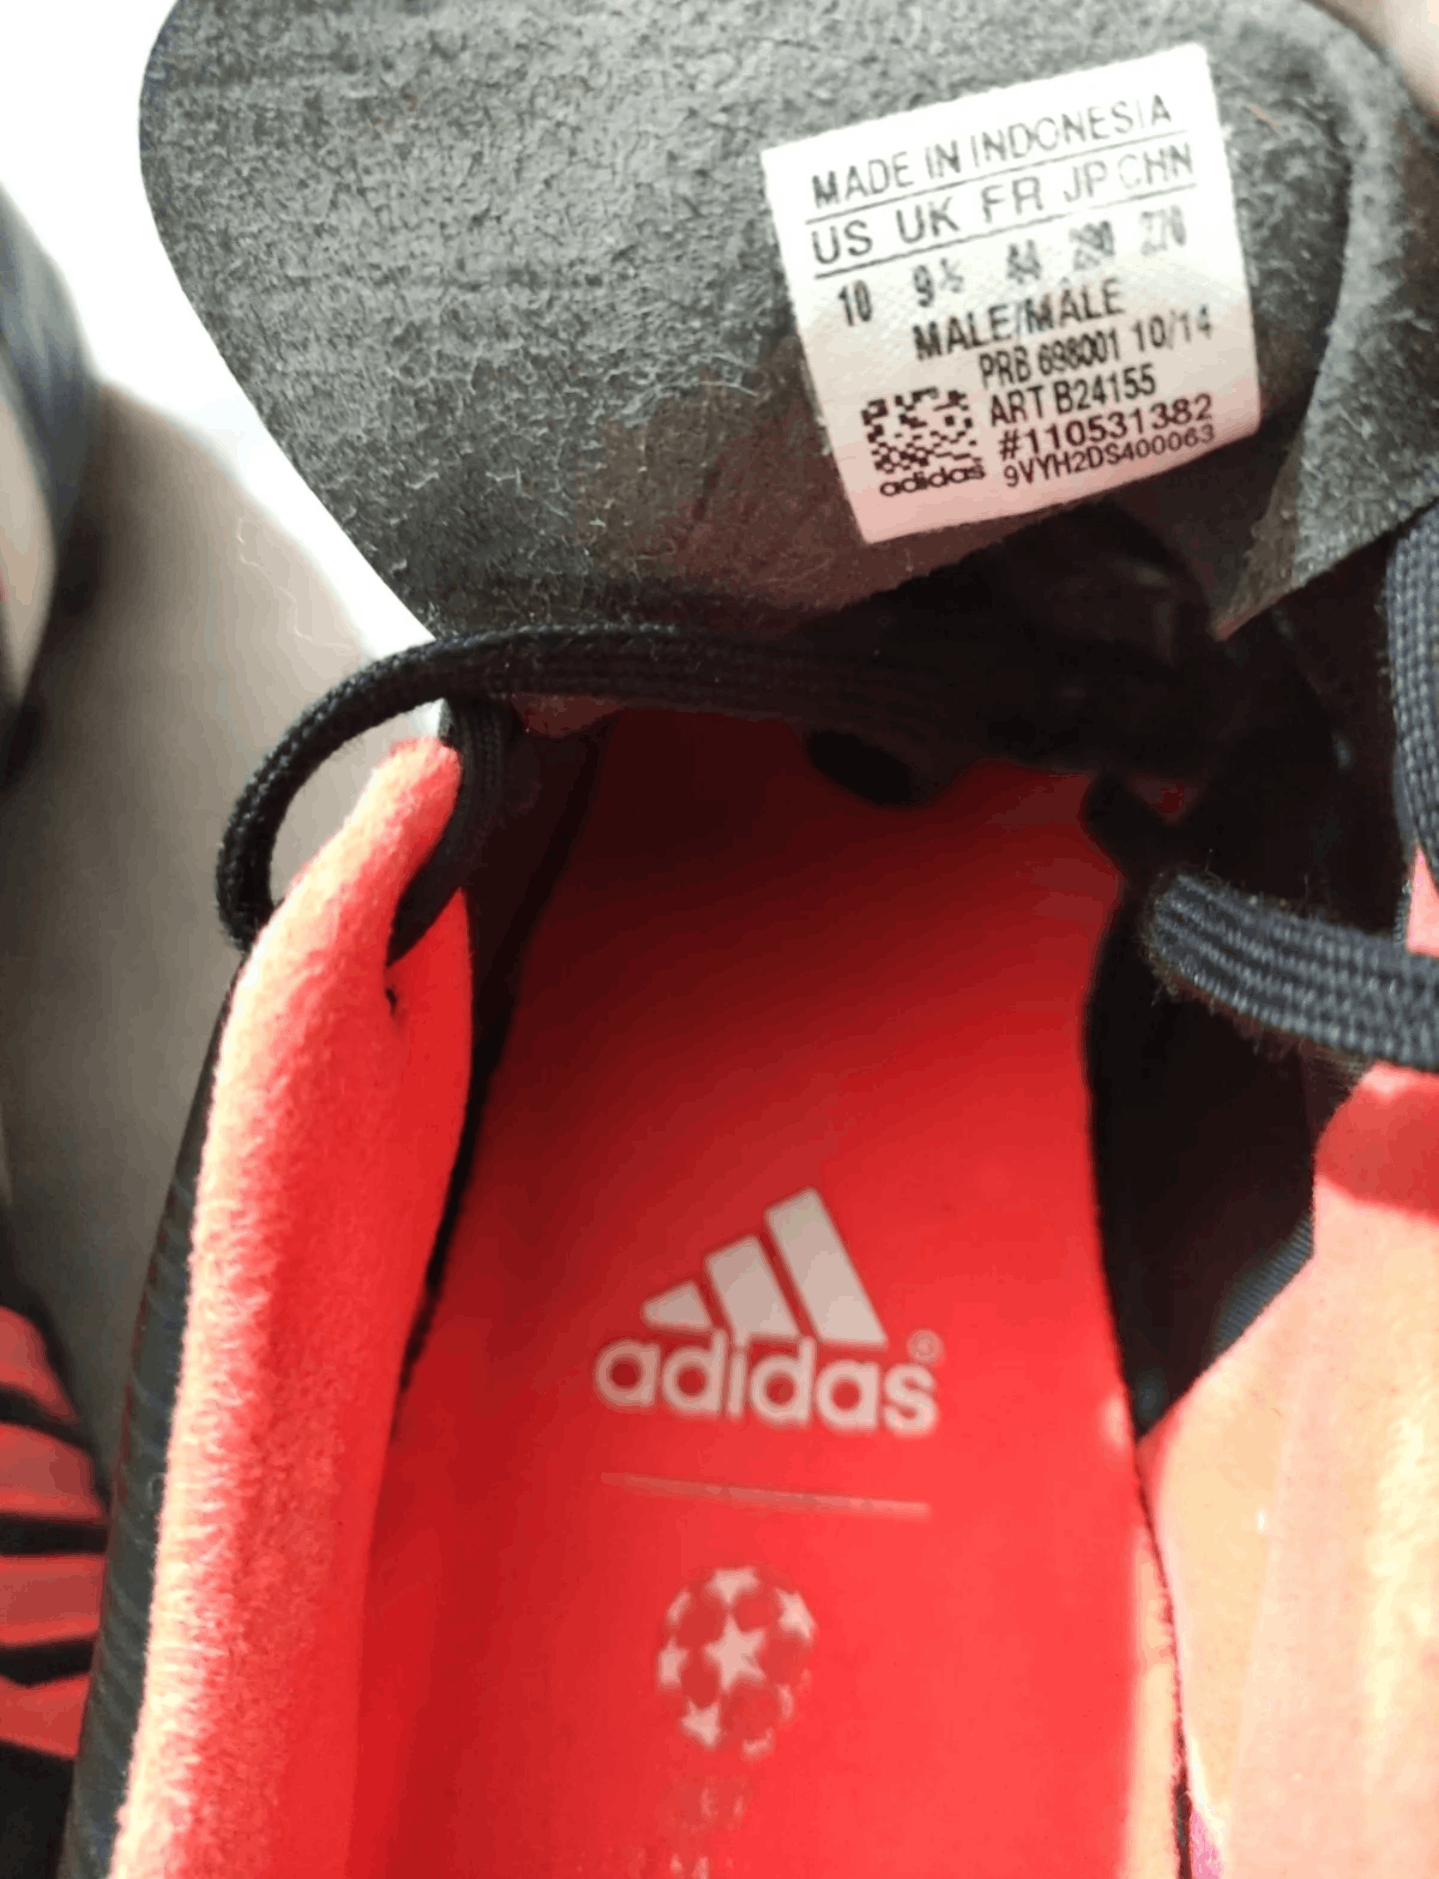 MADE IN INDONESIA
US UK FR JP CHN
10 9½ 44 290 270
MALE/MALE
PRB 698001 10/14
ART B24155
#110531382
9VYH2DS400063
adidas
adidas